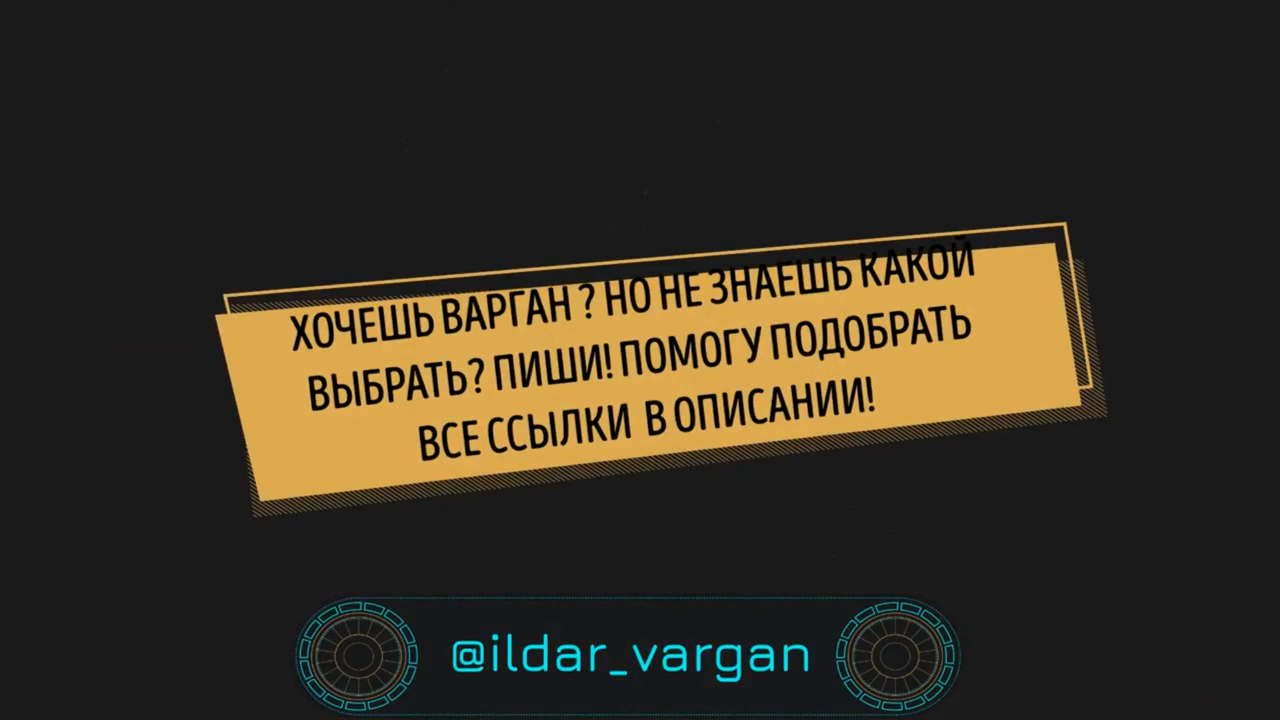 ХОЧЕШЬ ВАРГАН ? НО НЕ ЗНАЕШЬ КАКОЙ
ВЫБРАТЬ? ПИШИ! ПОМОГУ ПОДОБРАТЬ
ВСЕ ССЫЛКИ В ОПИСАНИИ!
@ildar_vargan